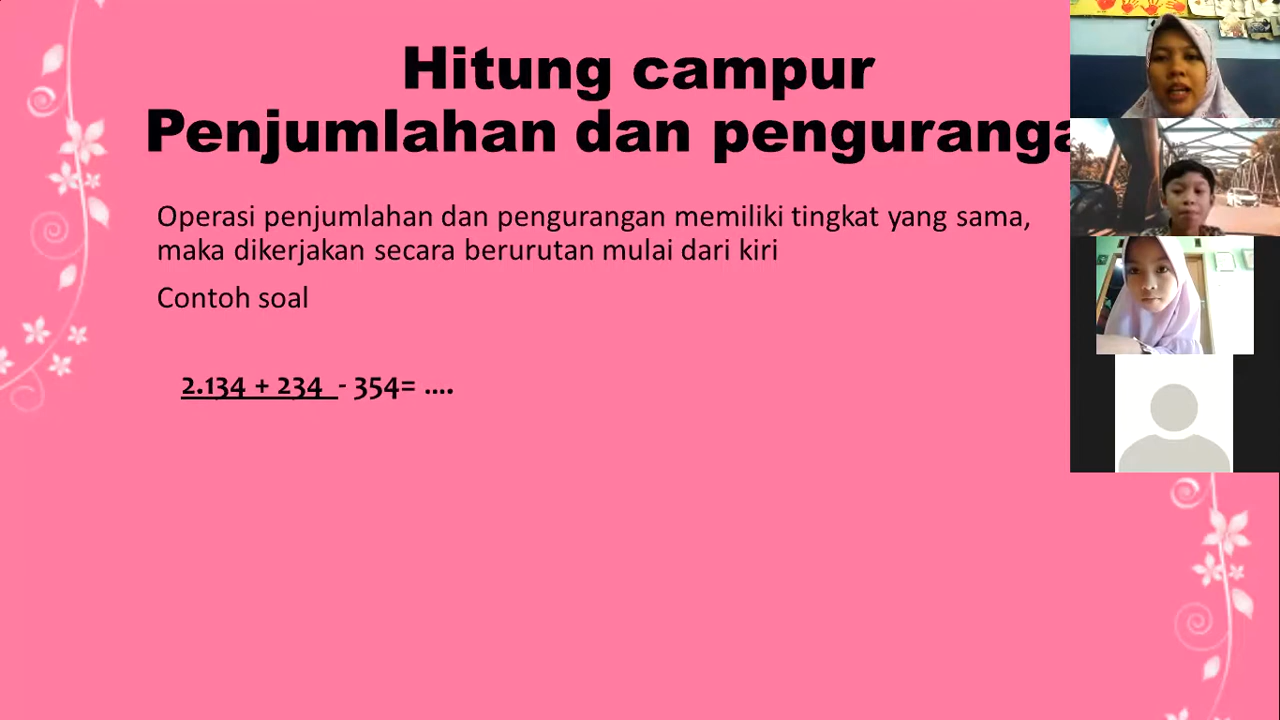 Hitung campur
Penjumlahan dan penguranga
Operasi penjumlahan dan pengurangan memiliki tingkat yang sama,
maka dikerjakan secara berurutan mulai dari kiri
Contoh soal
2.134 + 234 - 354= ....